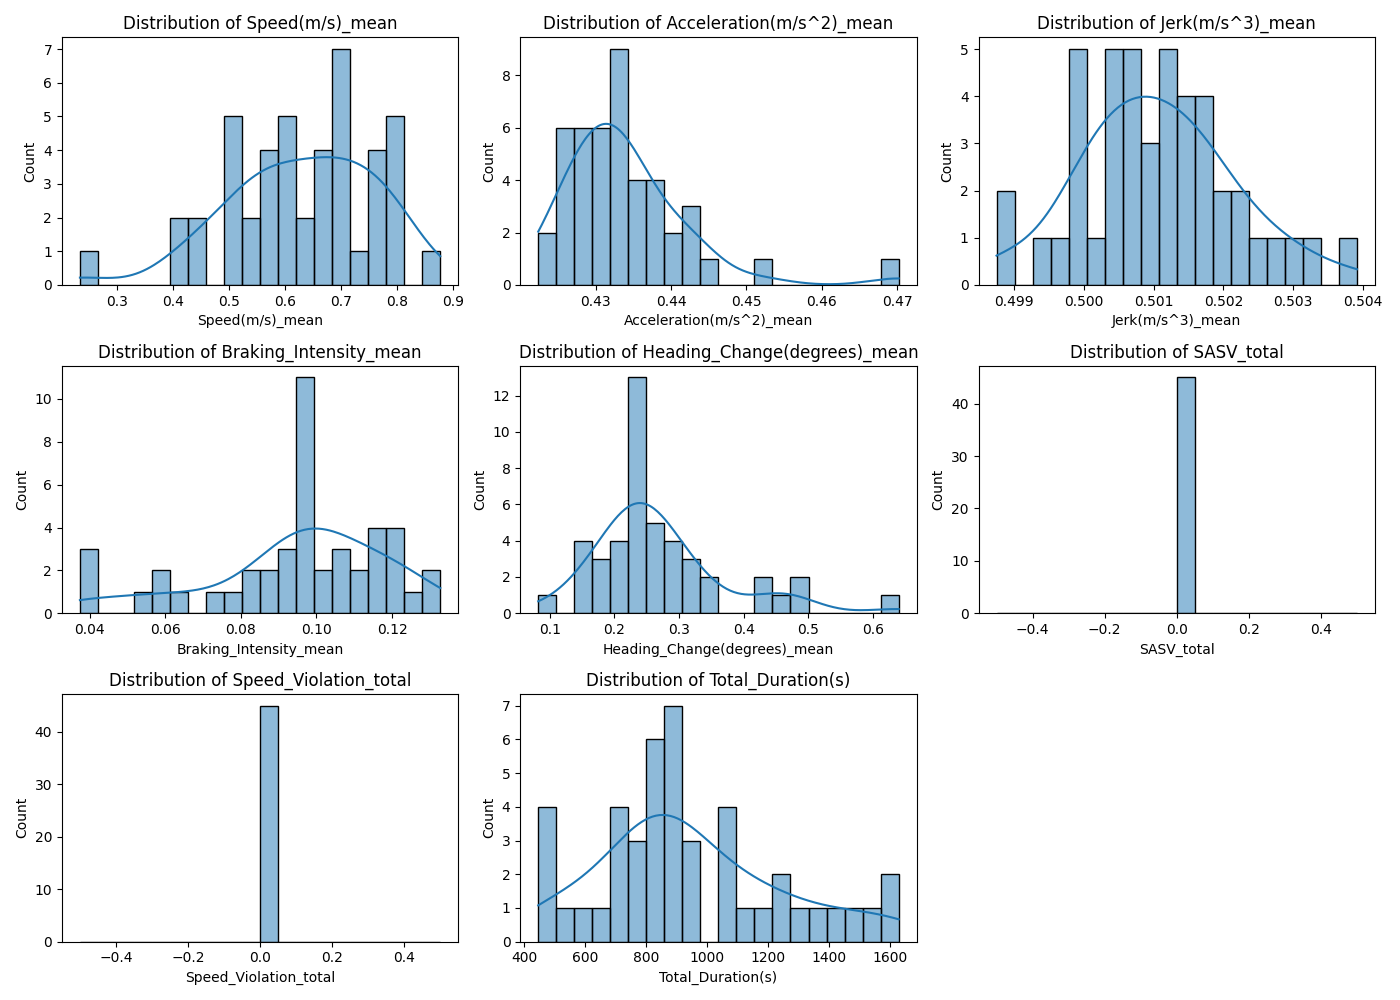 Distribution of Speed(m/s)_mean
Count
7
6
5
4
3
2
1
0
0.3 0.4 0.5 0.6 0.7 0.8 0.9
Speed(m/s)_mean
Distribution of Acceleration(m/s^2)_mean
Count
8
6
4
2
0
0.43 0.44 0.45 0.46 0.47
Acceleration(m/s^2)_mean
Distribution of Jerk(m/s^3)_mean
Count
5
4
3
2
1
0
0.499 0.500 0.501 0.502 0.503 0.504
Jerk(m/s^3)_mean
Distribution of Braking_Intensity_mean
Count
10
8
6
4
2
0
0.04 0.06 0.08 0.10 0.12
Braking_Intensity_mean
Distribution of Heading_Change(degrees)_mean
Count
12
10
8
6
4
2
0
0.1 0.2 0.3 0.4 0.5 0.6
Heading_Change(degrees)_mean
Distribution of SASV_total
Count
40
30
20
10
0
−0.4 −0.2 0.0 0.2 0.4
SASV_total
Distribution of Speed_Violation_total
Count
40
30
20
10
0
−0.4 −0.2 0.0 0.2 0.4
Speed_Violation_total
Distribution of Total_Duration(s)
Count
7
6
5
4
3
2
1
0
400 600 800 1000 1200 1400 1600
Total_Duration(s)